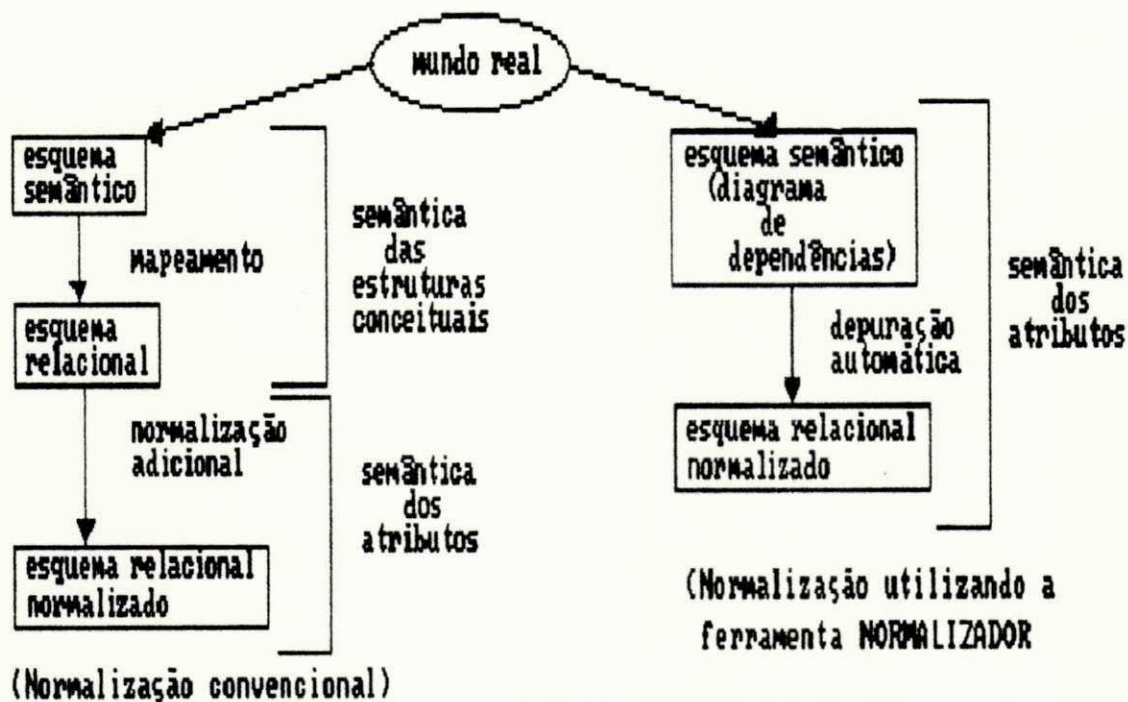 mundo real
esquema
semântico
mapeamento
esquema
relacional
normalização
adicional
esquema relacional
normalizado
(Normalização convencional)
semântica
das
estruturas
conceituais
semântica
dos
atributos
esquema semântico
(diagrama
de
dependências)
depuração
automática
esquema relacional
normalizado
semântica
dos
atributos
(Normalização utilizando a
ferramenta NORMALIZADOR